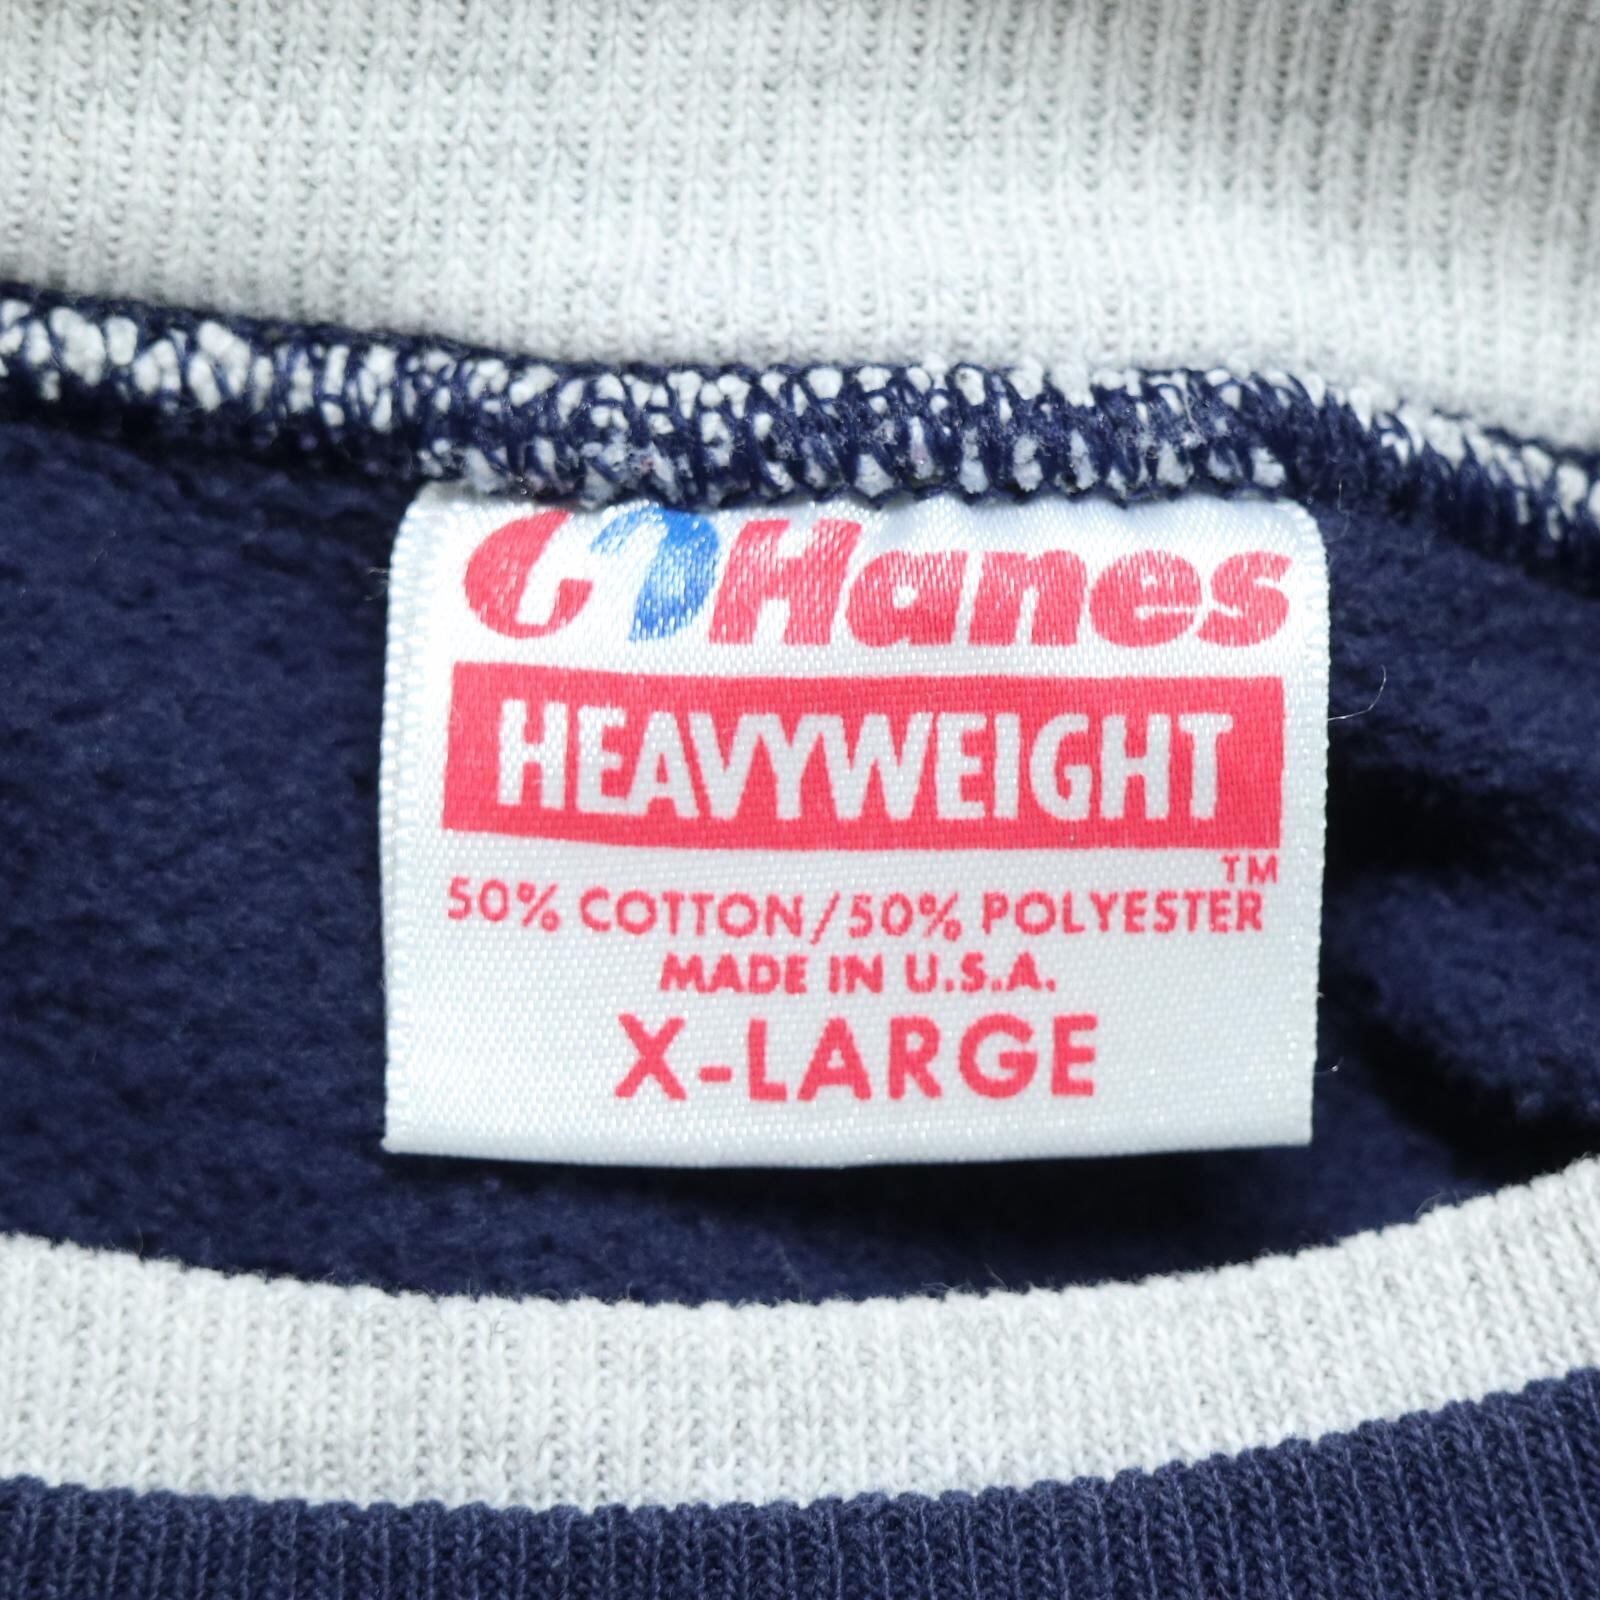 Hanes
HEAVYWEIGHT
TM
50% COTTON/50% POLYESTER
MADE IN U.S.A.
X-LARGE